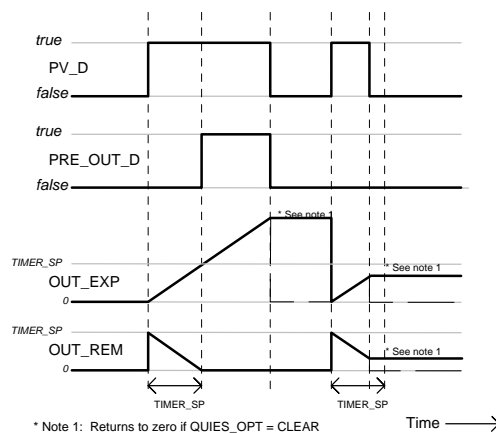 true
PV_D
false
true
PRE_OUT_D
false
* See note 1
TIMER_SP
* See note 1
OUT_EXP
0
TIMER_SP
OUT_REM
* See note 1
0
TIMER_SP
TIMER_SP
* Note 1: Returns to zero if QUIES_OPT = CLEAR
Time